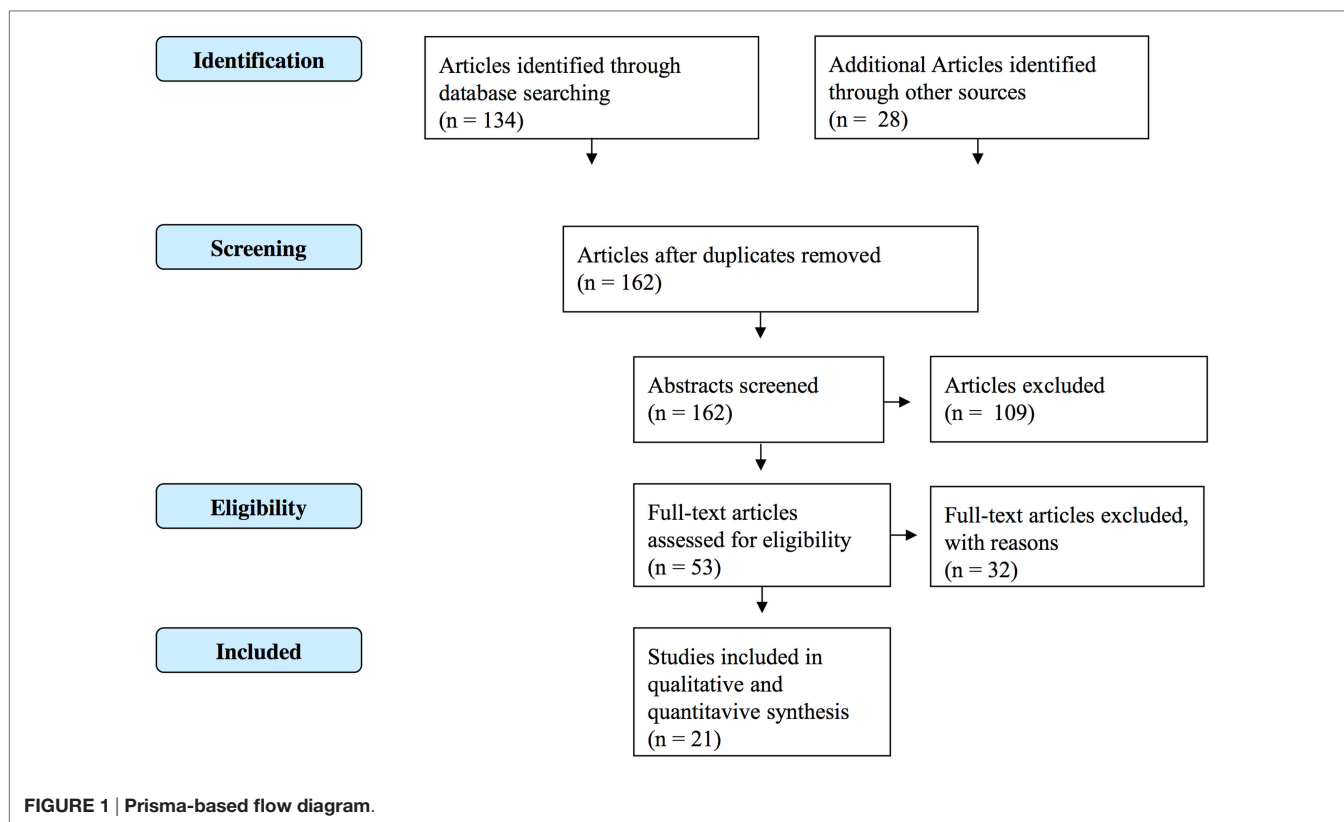 Identification
Articles identified through
database searching
(n = 134)
Additional Articles identified
through other sources
(n =  28)
Screening
Articles after duplicates removed
(n = 162)
Abstracts screened
(n = 162)
Articles excluded
(n =  109)
Eligibility
Full-text articles
assessed for eligibility
(n = 53)
Full-text articles excluded,
with reasons
(n = 32)
Included
Studies included in
qualitative and
quantitavive synthesis
(n = 21)
FIGURE 1 | Prisma-based flow diagram.